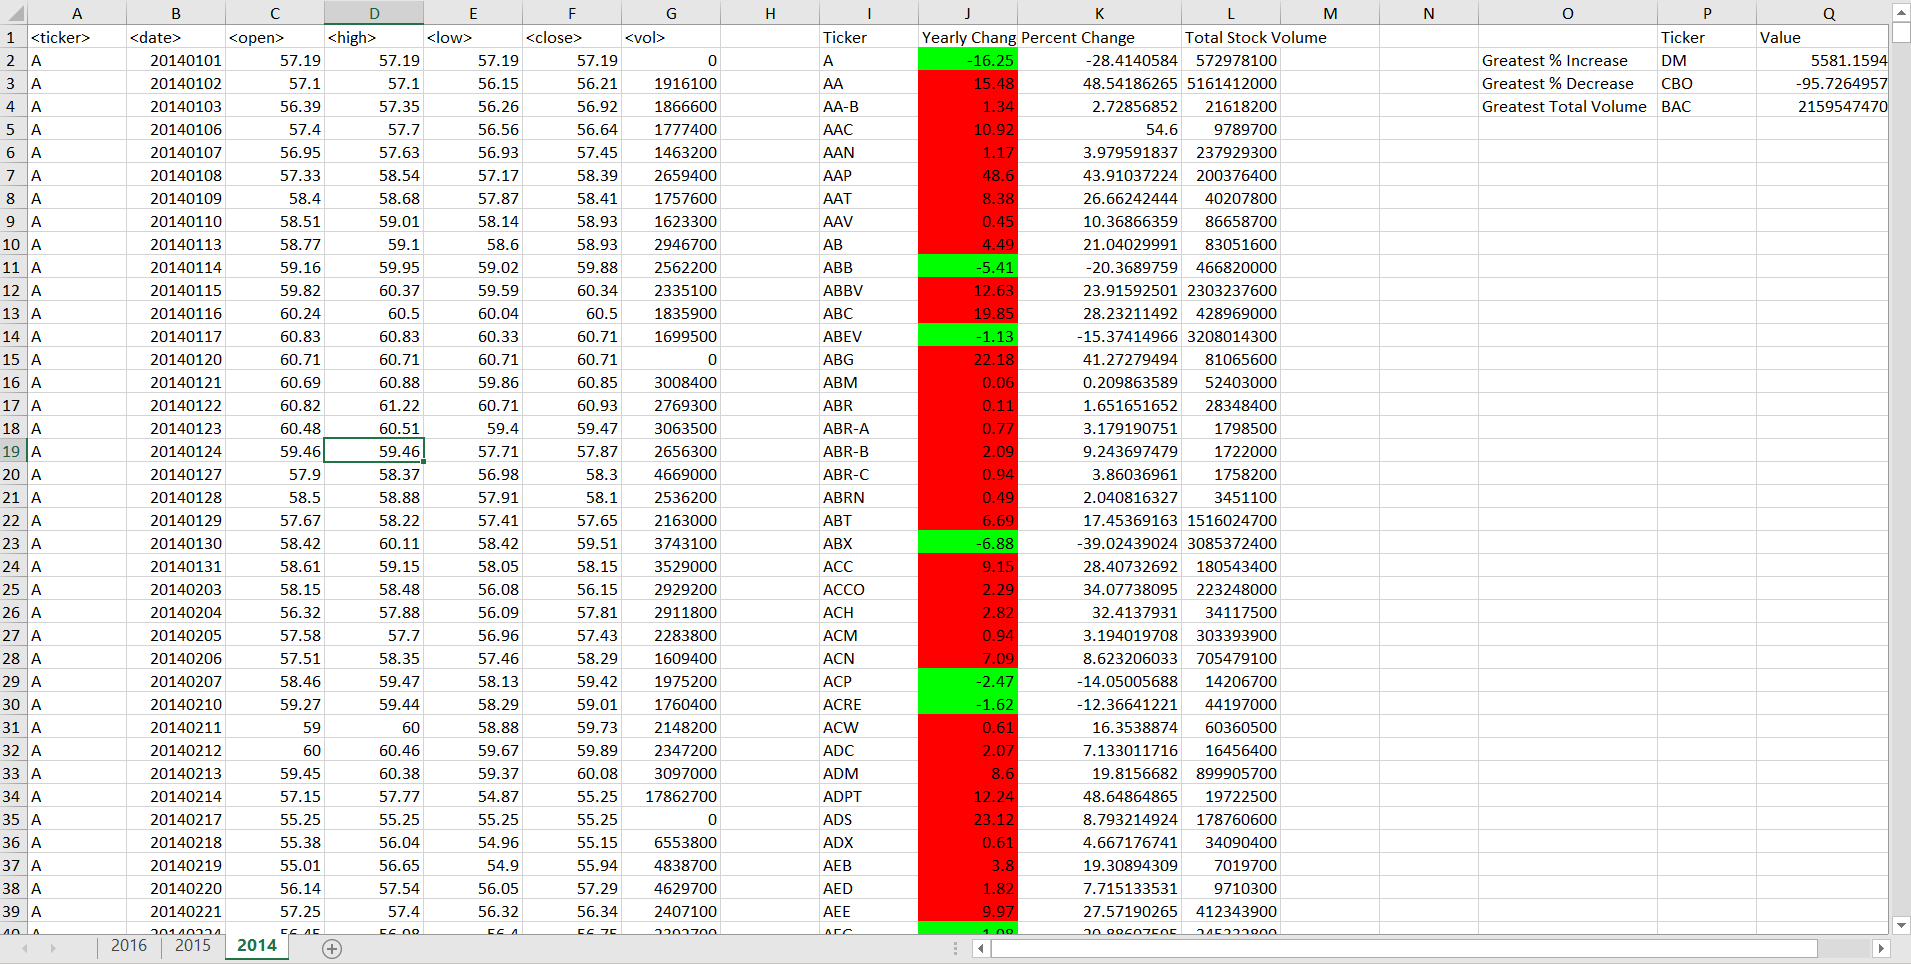 A B C D E F G H I J K L M N O P Q
1 <ticker> <date> <open> <high> <low> <close> <vol> Ticker Yearly Chang Percent Change Total Stock Volume Ticker Value
2 A 20140101 57.19 57.19 57.19 57.19 0 A -16.25 -28.4140584 572978100 Greatest % Increase DM 5581.1594
3 A 20140102 57.1 57.1 56.15 56.21 1916100 AA 15.48 48.54186265 5161412000 Greatest % Decrease CBO -95.7264957
4 A 20140103 56.39 57.35 56.26 56.92 1866600 AA-B 1.34 2.72856852 21618200 Greatest Total Volume BAC 2159547470
5 A 20140106 57.4 57.7 56.56 56.64 1777400 AAC 10.92 54.6 9789700
6 A 20140107 56.95 57.63 56.93 57.45 1463200 AAN 1.17 3.979591837 237929300
7 A 20140108 57.33 58.54 57.17 58.39 2659400 AAP 48.6 43.91037224 200376400
8 A 20140109 58.4 58.68 57.87 58.41 1757600 AAT 8.38 26.66242444 40207800
9 A 20140110 58.51 59.01 58.14 58.93 1623300 AAV 0.45 10.36866359 86658700
10 A 20140113 58.77 59.1 58.6 58.93 2946700 AB 4.49 21.04029991 83051600
11 A 20140114 59.16 59.95 59.02 59.88 2562200 ABB -5.41 -20.3689759 466820000
12 A 20140115 59.82 60.37 59.59 60.34 2335100 ABBV 12.63 23.91592501 2303237600
13 A 20140116 60.24 60.5 60.04 60.5 1835900 ABC 19.85 28.23211492 428969000
14 A 20140117 60.83 60.83 60.33 60.71 1699500 ABEV -1.13 -15.37414966 3208014300
15 A 20140120 60.71 60.71 60.71 60.71 0 ABG 22.18 41.27279494 81065600
16 A 20140121 60.69 60.88 59.86 60.85 3008400 ABM 0.06 0.209863589 52403000
17 A 20140122 60.82 61.22 60.71 60.93 2769300 ABR 0.11 1.651651652 28348400
18 A 20140123 60.48 60.51 59.4 59.47 3063500 ABR-A 0.77 3.179190751 1798500
19 A 20140124 59.46 59.46 57.71 57.87 2656300 ABR-B 2.09 9.243697479 1722000
20 A 20140127 57.9 58.37 56.98 58.3 4669000 ABR-C 0.94 3.86036961 1758200
21 A 20140128 58.5 58.88 57.91 58.1 2536200 ABRN 0.49 2.040816327 3451100
22 A 20140129 57.67 58.22 57.41 57.65 2163000 ABT 6.69 17.45369163 1516024700
23 A 20140130 58.42 60.11 58.42 59.51 3743100 ABX -6.88 -39.02439024 3085372400
24 A 20140131 58.61 59.15 58.05 58.15 3529000 ACC 9.15 28.40732692 180543400
25 A 20140203 58.15 58.48 56.08 56.15 2929200 ACCO 2.29 34.07738095 223248000
26 A 20140204 56.32 57.88 56.09 57.81 2911800 ACH 2.82 32.4137931 34117500
27 A 20140205 57.58 57.7 56.96 57.43 2283800 ACM 0.94 3.194019708 303393900
28 A 20140206 57.51 58.35 57.46 58.29 1609400 ACN 7.09 8.623206033 705479100
29 A 20140207 58.46 59.47 58.13 59.42 1975200 ACP -2.47 -14.05005688 14206700
30 A 20140210 59.27 59.44 58.29 59.01 1760400 ACRE -1.62 -12.36641221 44197000
31 A 20140211 59 60 58.88 59.73 2148200 ACW 0.61 16.3538874 60360500
32 A 20140212 60 60.46 59.67 59.89 2347200 ADC 2.07 7.133011716 16456400
33 A 20140213 59.45 60.38 59.37 60.08 3097000 ADM 8.6 19.8156682 899905700
34 A 20140214 57.15 57.77 54.87 55.25 17862700 ADPT 12.24 48.64864865 19722500
35 A 20140217 55.25 55.25 55.25 55.25 0 ADS 23.12 8.793214924 178760600
36 A 20140218 55.38 56.04 54.96 55.15 6553800 ADX 0.61 4.667176741 34090400
37 A 20140219 55.01 56.65 54.9 55.94 4838700 AEB 3.8 19.30894309 7019700
38 A 20140220 56.14 57.54 56.05 57.29 4629700 AED 1.82 7.715133531 9710300
39 A 20140221 57.25 57.4 56.32 56.34 2407100 AEE 9.97 27.57190265 412343900
2016 2015 2014